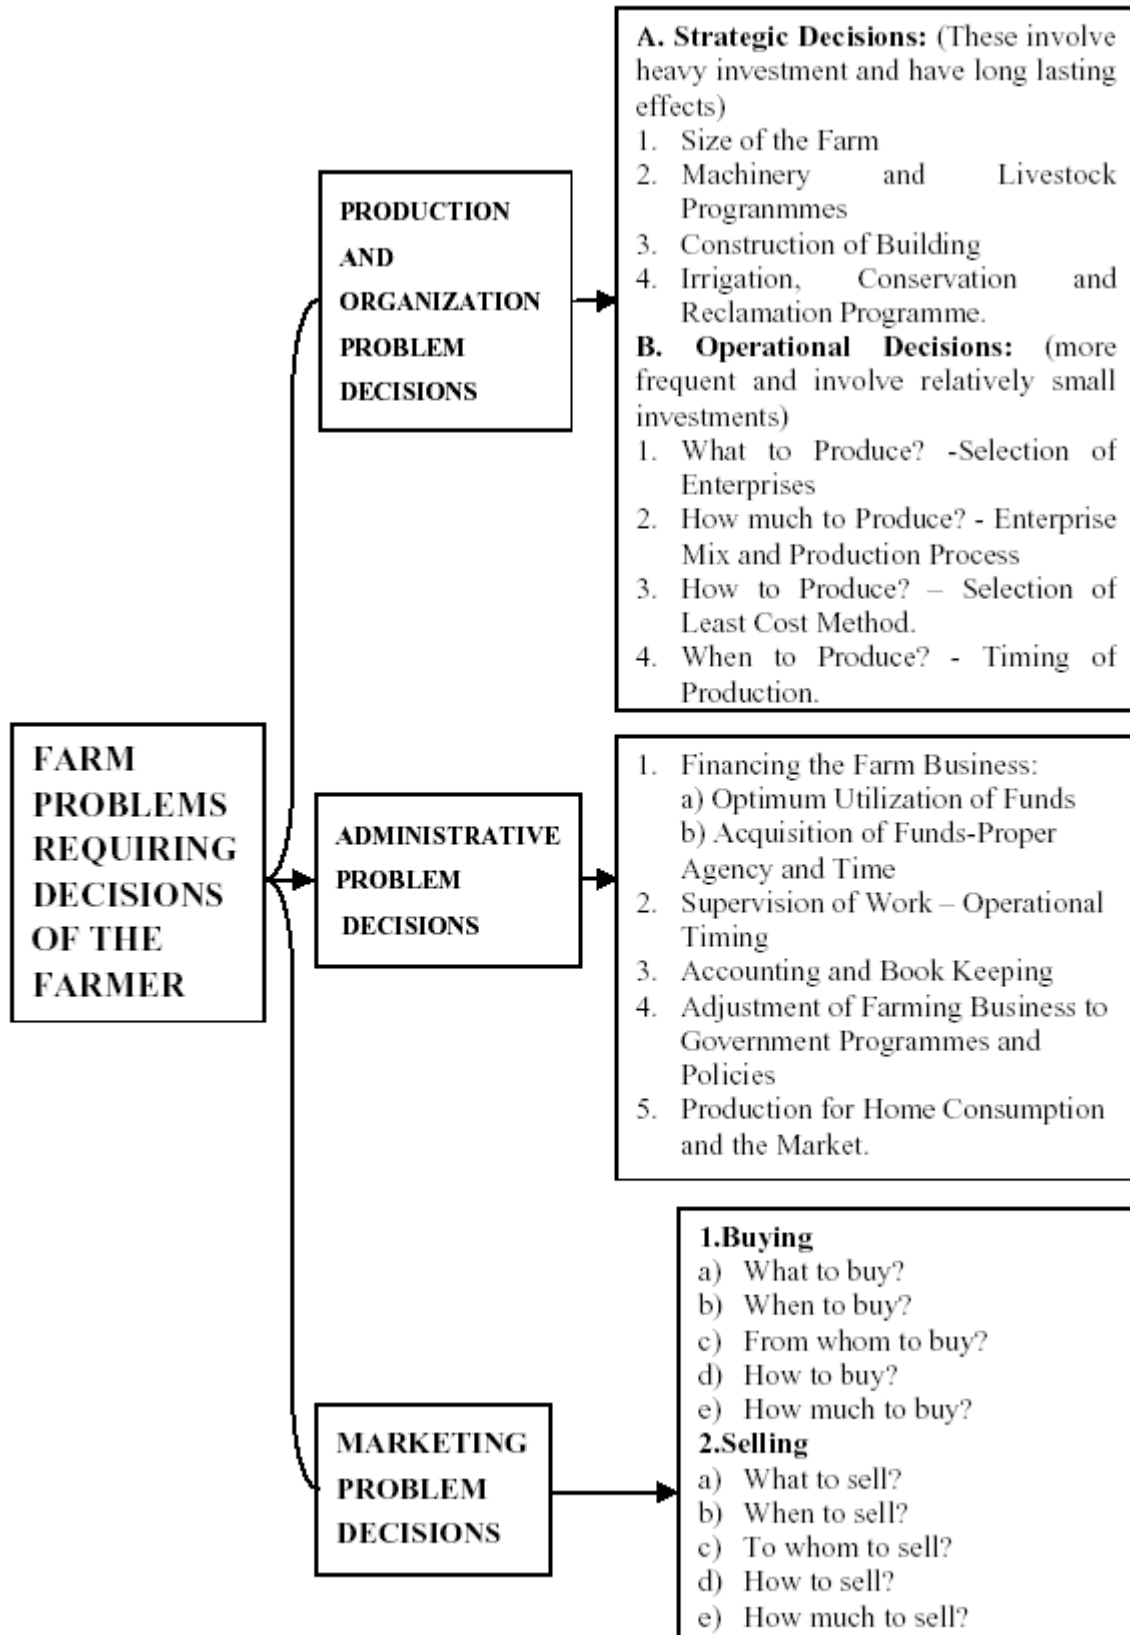 FARM
PROBLEMS
REQUIRING
DECISIONS
OF THE
FARMER
PRODUCTION
AND
ORGANIZATION
PROBLEM
DECISIONS
A. Strategic Decisions: (These involve
heavy investment and have long lasting
effects)
1. Size of the Farm
2. Machinery and Livestock
Progranmmes
3. Construction of Building
4. Irrigation, Conservation and
Reclamation Programme.
B. Operational Decisions: (more
frequent and involve relatively small
investments)
1. What to Produce? -Selection of
Enterprises
2. How much to Produce? - Enterprise
Mix and Production Process
3. How to Produce? – Selection of
Least Cost Method.
4. When to Produce? - Timing of
Production.
ADMINISTRATIVE
PROBLEM
DECISIONS
1. Financing the Farm Business:
a) Optimum Utilization of Funds
b) Acquisition of Funds-Proper
Agency and Time
2. Supervision of Work – Operational
Timing
3. Accounting and Book Keeping
4. Adjustment of Farming Business to
Government Programmes and
Policies
5. Production for Home Consumption
and the Market.
MARKETING
PROBLEM
DECISIONS
1.Buying
a) What to buy?
b) When to buy?
c) From whom to buy?
d) How to buy?
e) How much to buy?
2.Selling
a) What to sell?
b) When to sell?
c) To whom to sell?
d) How to sell?
e) How much to sell?